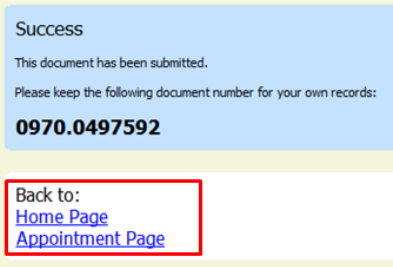 Success
This document has been submitted.
Please keep the following document number for your own records:
0970.0497592
Back to:
Home Page
Appointment Page